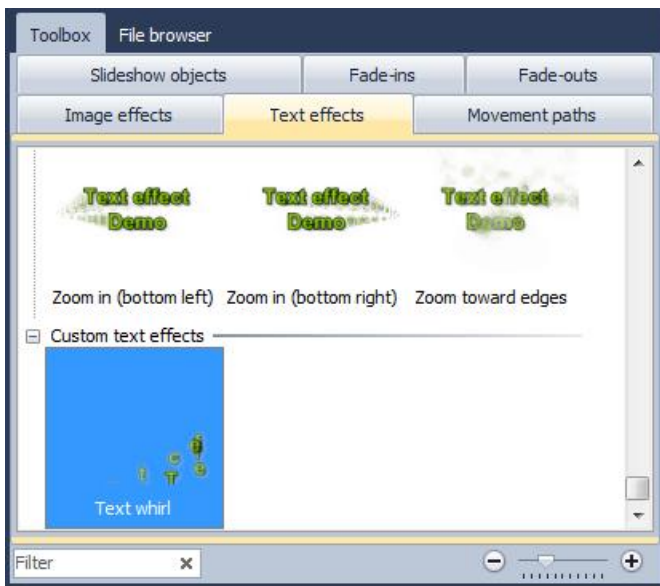 Toolbox File browser
Slideshow objects Fade-ins Fade-outs
Image effects Text effects Movement paths
Text effect Text effect Text effect
Demo Demo Demo
Zoom in (bottom left) Zoom in (bottom right) Zoom toward edges
Custom text effects
Text whirl
Filter